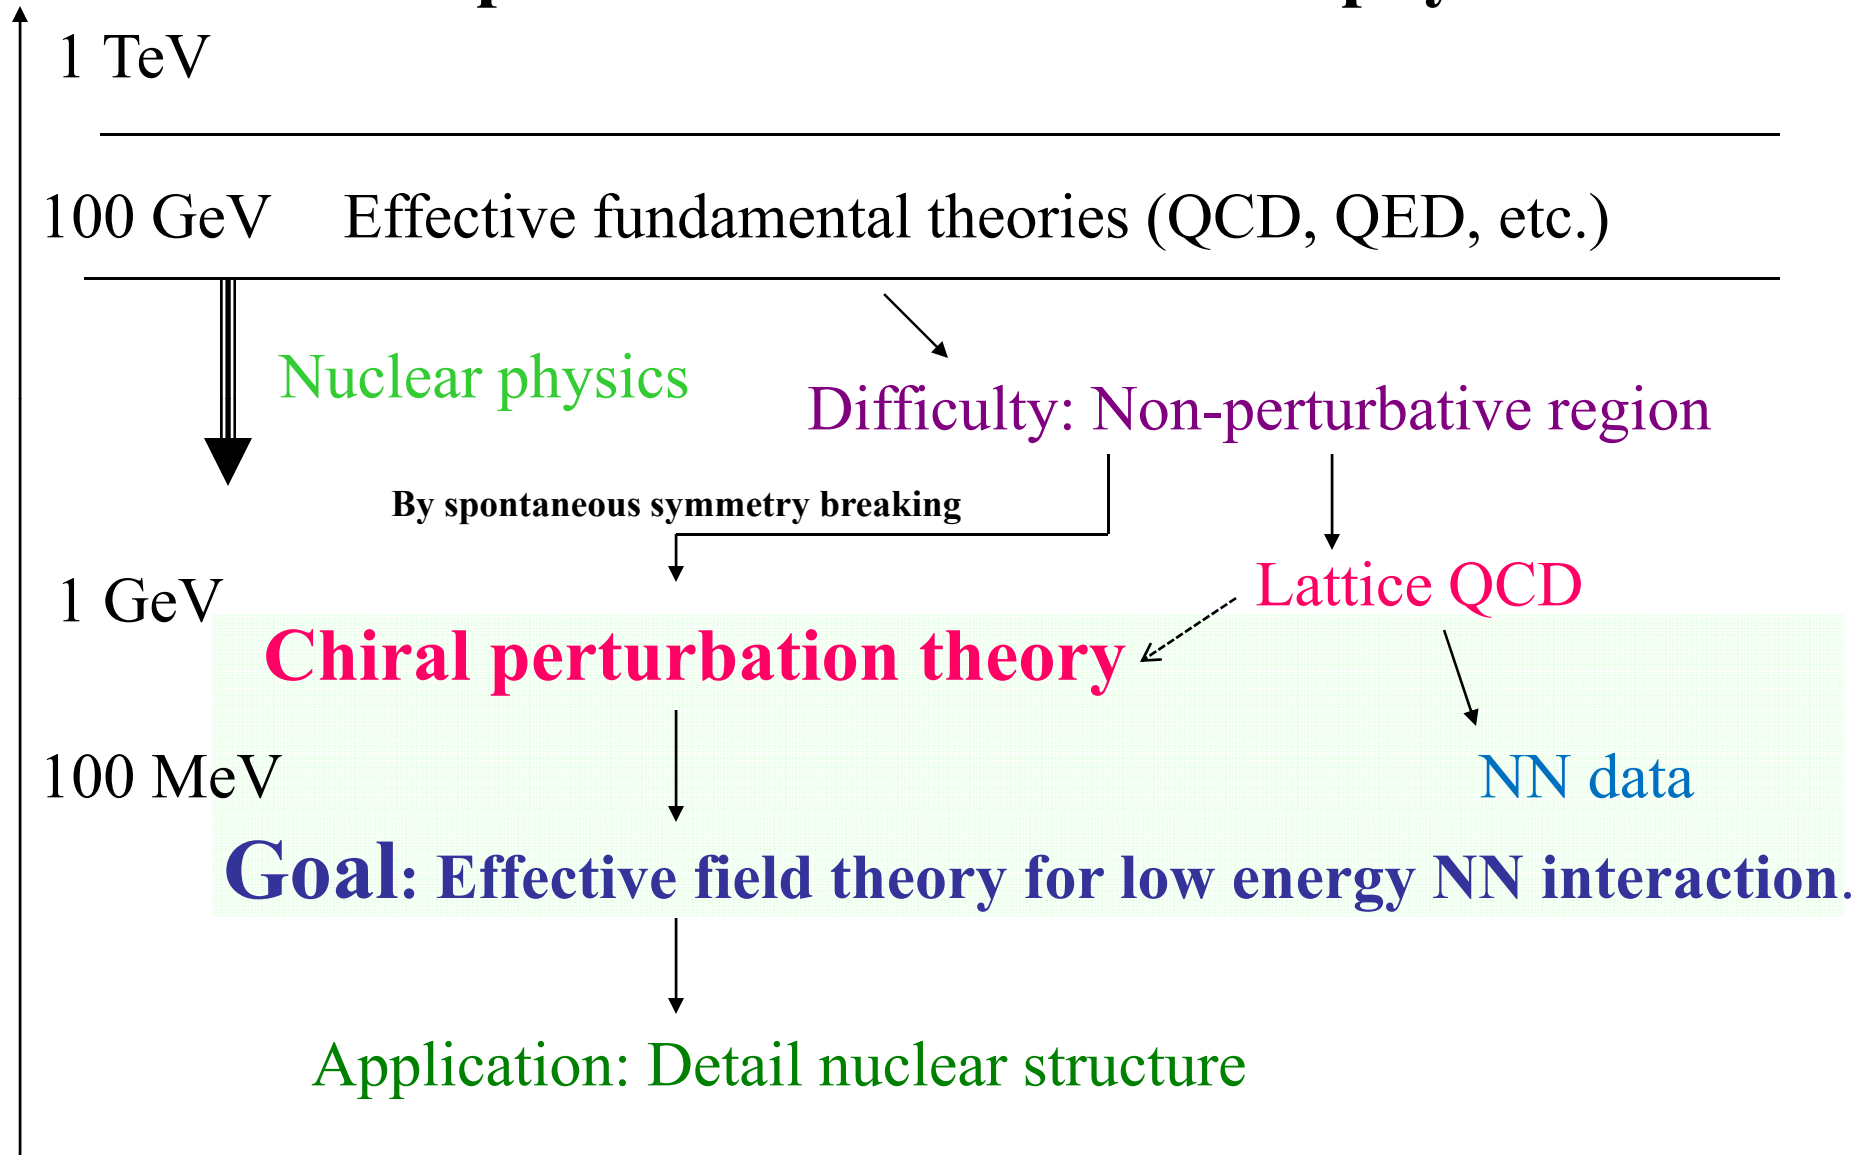 1 TeV
100 GeV Effective fundamental theories (QCD, QED, etc.)
Nuclear physics
Difficulty: Non-perturbative region
By spontaneous symmetry breaking
1 GeV
Lattice QCD
Chiral perturbation theory
100 MeV
NN data
Goal: Effective field theory for low energy NN interaction.
Application: Detail nuclear structure